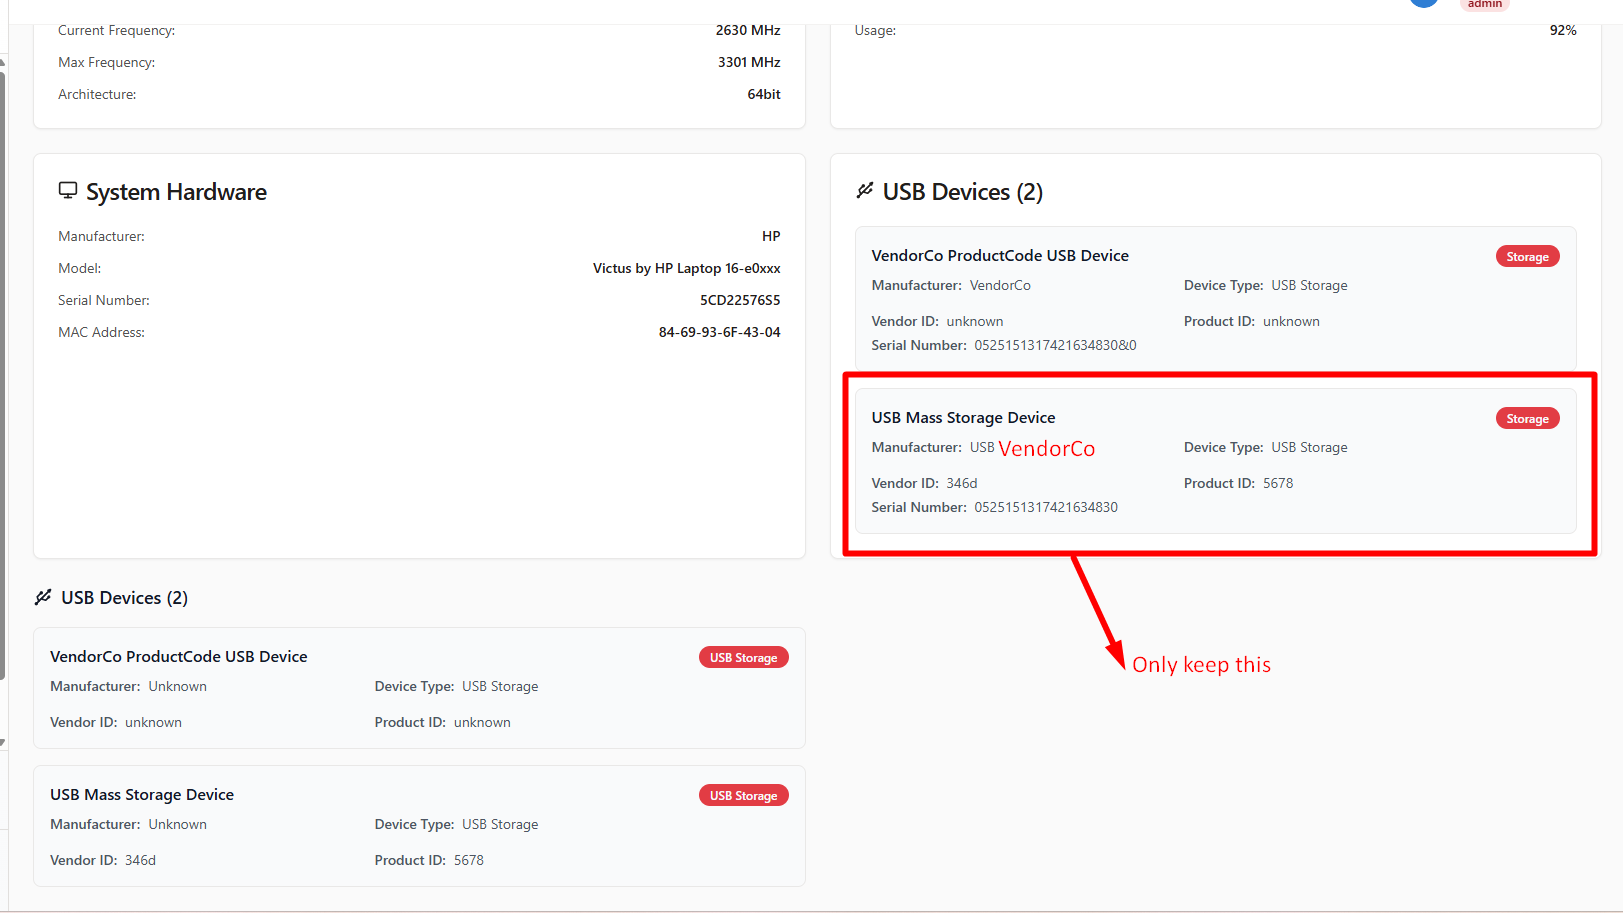 admin
Current Frequency: 2630 MHz
Max Frequency: 3301 MHz
Architecture: 64bit
Usage: 92%
System Hardware
Manufacturer: HP
Model: Victus by HP Laptop 16-e0xxx
Serial Number: 5CD22576S5
MAC Address: 84-69-93-6F-43-04
USB Devices (2)
VendorCo ProductCode USB Device Storage
Manufacturer: VendorCo Device Type: USB Storage
Vendor ID: unknown Product ID: unknown
Serial Number: 0525151317421634830&0
USB Mass Storage Device Storage
Manufacturer: USB VendorCo Device Type: USB Storage
Vendor ID: 346d Product ID: 5678
Serial Number: 0525151317421634830
Only keep this
USB Devices (2)
VendorCo ProductCode USB Device USB Storage
Manufacturer: Unknown Device Type: USB Storage
Vendor ID: unknown Product ID: unknown
USB Mass Storage Device USB Storage
Manufacturer: Unknown Device Type: USB Storage
Vendor ID: 346d Product ID: 5678